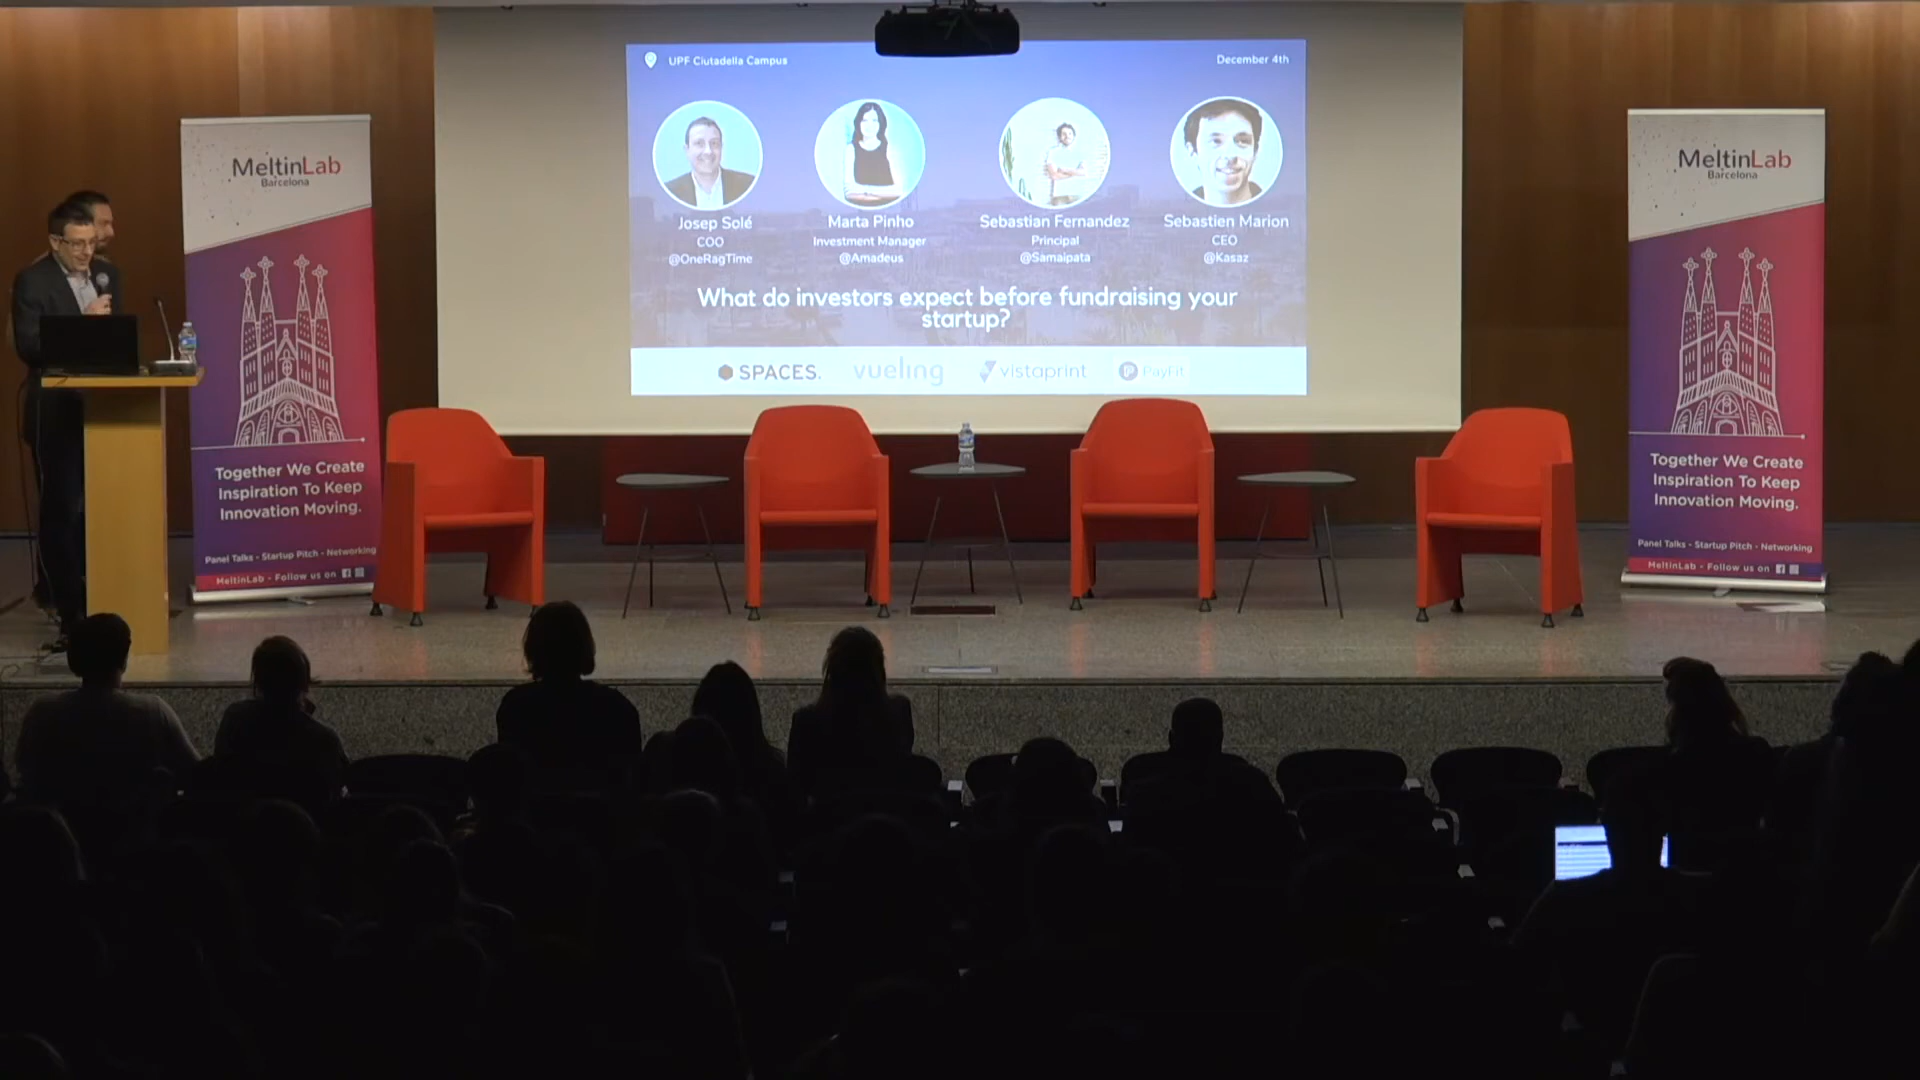 UPF Ciutadella Campus
December 4th
Josep Solé
COO
@OneRagTime
Marta Pinho
Investment Manager
@Amadeus
Sebastian Fernandez
Principal
@Samaipata
Sebastien Marion
CEO
@Kasaz
What do investors expect before fundraising your
startup?
SPACES.
vueling
vistaprint
PayFit
MeltinLab
Barcelona
Together We Create
Inspiration To Keep
Innovation Moving.
Panel Talks - Startup Pitch - Networking
MeltinLab - Follow us on
MeltinLab
Barcelona
Together We Create
Inspiration To Keep
Innovation Moving.
Panel Talks - Startup Pitch - Networking
MeltinLab - Follow us on